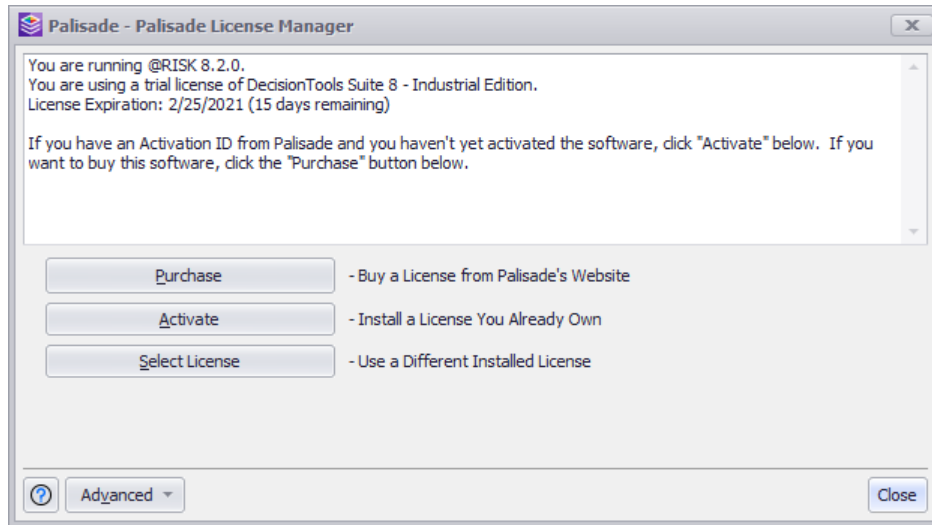 Palisade - Palisade License Manager
You are running @RISK 8.2.0.
You are using a trial license of DecisionTools Suite 8 - Industrial Edition.
License Expiration: 2/25/2021 (15 days remaining)
If you have an Activation ID from Palisade and you haven't yet activated the software, click "Activate" below.  If you
want to buy this software, click the "Purchase" button below.
Purchase - Buy a License from Palisade's Website
Activate - Install a License You Already Own
Select License - Use a Different Installed License
? Advanced Close